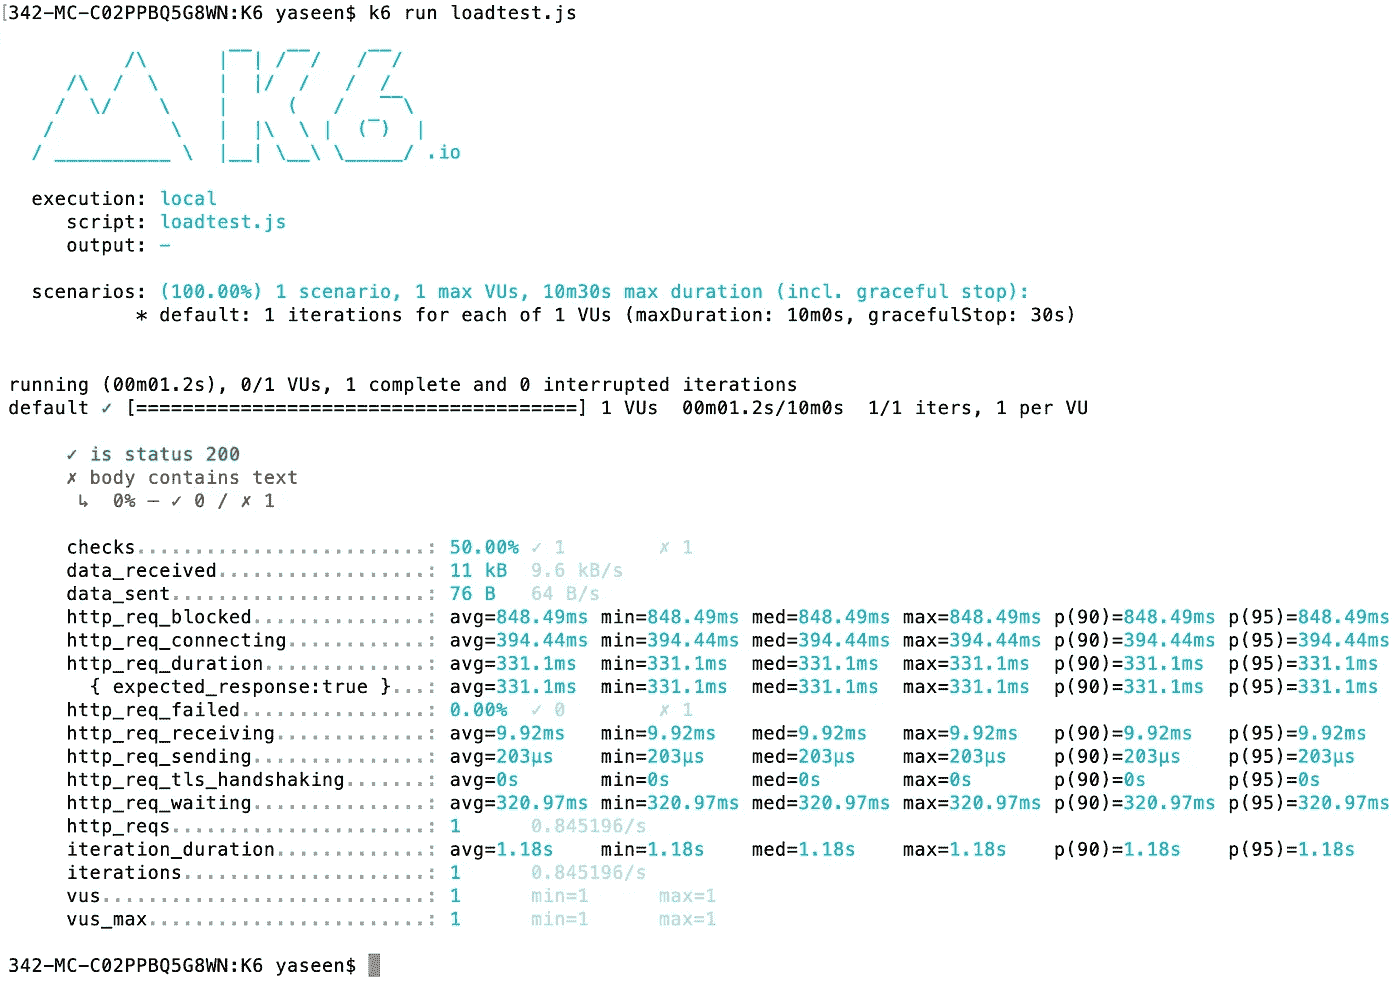 [342-MC-C02PPBQ5G8WN:K6 yaseen$ k6 run loadtest.js
K6
.io
execution: local
script: loadtest.js
output: –
scenarios: (100.00%) 1 scenario, 1 max VUs, 10m30s max duration (incl. graceful stop):
* default: 1 iterations for each of 1 VUs (maxDuration: 10m0s, gracefulStop: 30s)
running (00m01.2s), 0/1 VUs, 1 complete and 0 interrupted iterations
default ✓ [======================================] 1 VUs  00m01.2s/10m0s  1/1 iters, 1 per VU
✓ is status 200
✗ body contains text
↳  0% — ✓ 0 / ✗ 1
checks.........................: 50.00% ✓ 1        ✗ 1
data_received..................: 11 kB  9.6 kB/s
data_sent......................: 76 B   64 B/s
http_req_blocked...............: avg=848.49ms min=848.49ms med=848.49ms max=848.49ms p(90)=848.49ms p(95)=848.49ms
http_req_connecting............: avg=394.44ms min=394.44ms med=394.44ms max=394.44ms p(90)=394.44ms p(95)=394.44ms
http_req_duration..............: avg=331.1ms  min=331.1ms  med=331.1ms  max=331.1ms  p(90)=331.1ms  p(95)=331.1ms
{ expected_response:true }...: avg=331.1ms  min=331.1ms  med=331.1ms  max=331.1ms  p(90)=331.1ms  p(95)=331.1ms
http_req_failed................: 0.00%  ✓ 0        ✗ 1
http_req_receiving.............: avg=9.92ms   min=9.92ms   med=9.92ms   max=9.92ms   p(90)=9.92ms   p(95)=9.92ms
http_req_sending...............: avg=203µs    min=203µs    med=203µs    max=203µs    p(90)=203µs    p(95)=203µs
http_req_tls_handshaking.......: avg=0s       min=0s       med=0s       max=0s       p(90)=0s       p(95)=0s
http_req_waiting...............: avg=320.97ms min=320.97ms med=320.97ms max=320.97ms p(90)=320.97ms p(95)=320.97ms
http_reqs......................: 1      0.845196/s
iteration_duration.............: avg=1.18s    min=1.18s    med=1.18s    max=1.18s    p(90)=1.18s    p(95)=1.18s
iterations.....................: 1      0.845196/s
vus............................: 1      min=1      max=1
vus_max........................: 1      min=1      max=1
342-MC-C02PPBQ5G8WN:K6 yaseen$